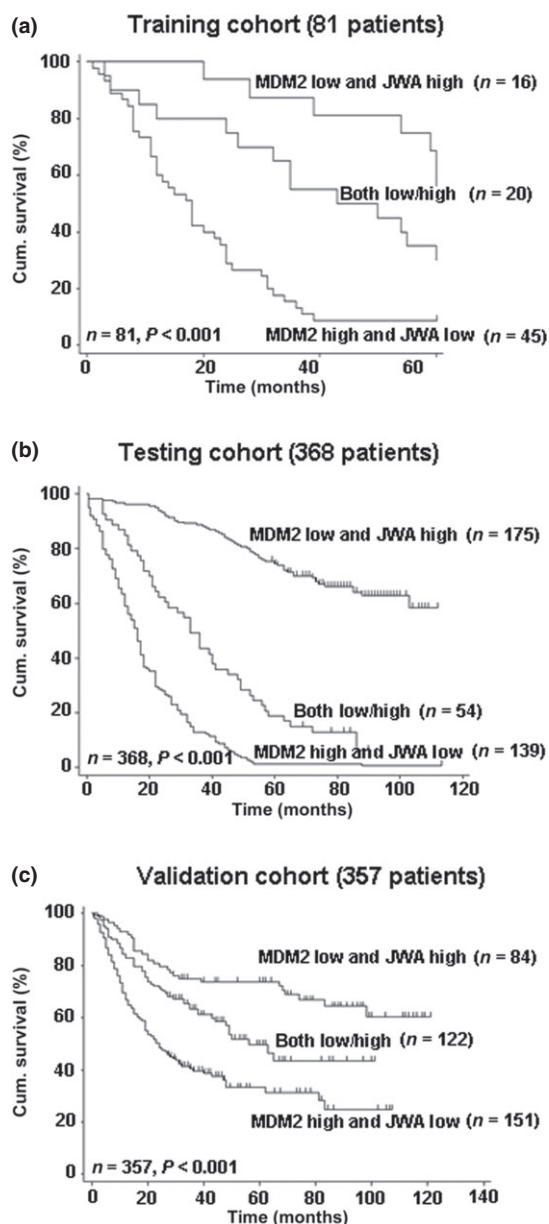 (a)
Training cohort (81 patients)
100
80
60
40
20
0
Cum. survival (%)
MDM2 low and JWA high (n = 16)
Both low/high (n = 20)
MDM2 high and JWA low (n = 45)
n = 81, P < 0.001
0 20 40 60
Time (months)
(b)
Testing cohort (368 patients)
100
80
60
40
20
0
Cum. survival (%)
MDM2 low and JWA high (n = 175)
Both low/high (n = 54)
MDM2 high and JWA low (n = 139)
n = 368, P < 0.001
0 20 40 60 80 100 120
Time (months)
(c)
Validation cohort (357 patients)
100
80
60
40
20
0
Cum. survival (%)
MDM2 low and JWA high (n = 84)
Both low/high (n = 122)
MDM2 high and JWA low (n = 151)
n = 357, P < 0.001
0 20 40 60 80 100 120 140
Time (months)